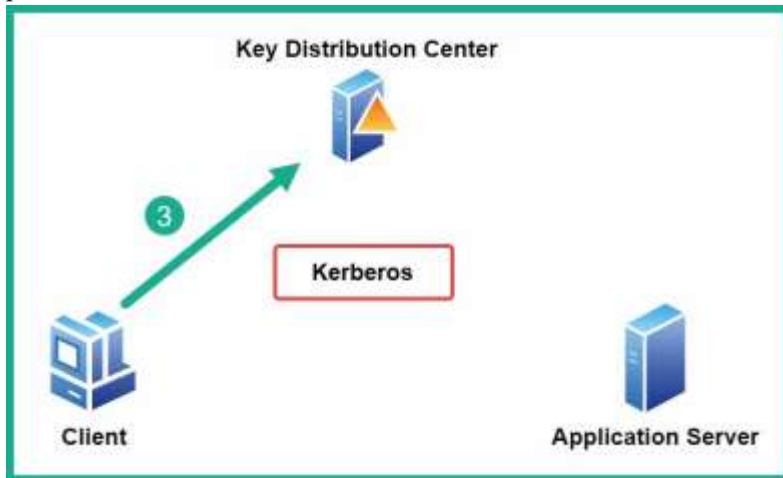 Key Distribution Center
3
Kerberos
Client
Application Server